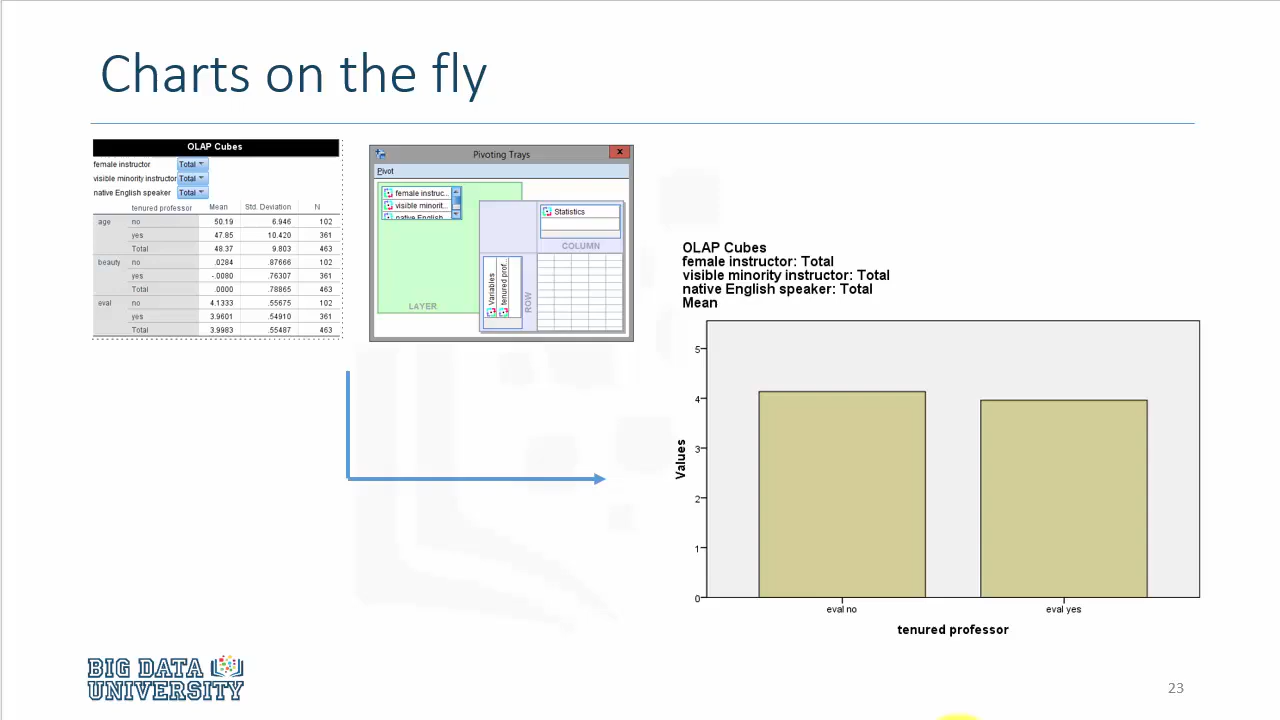 Charts on the fly
OLAP Cubes
female instructor Total
visible minority instructor Total
native English speaker Total
tenured professor Mean Std. Deviation N
age no 50.19 6.946 102
yes 47.85 10.420 361
Total 48.37 9.803 463
beauty no .0284 .87666 102
yes -.0080 .76307 361
Total .0000 .78865 463
eval no 4.1333 .55675 102
yes 3.9601 .54910 361
Total 3.9983 .55487 463
Pivoting Trays
Pivot
female instruc...
visible minorit...
native English
Statistics
COLUMN
Variables
tenured prof...
ROW
LAYER
OLAP Cubes
female instructor: Total
visible minority instructor: Total
native English speaker: Total
Mean
Values
5
4
3
2
1
0
eval no eval yes
tenured professor
BIG DATA
UNIVERSITY
23